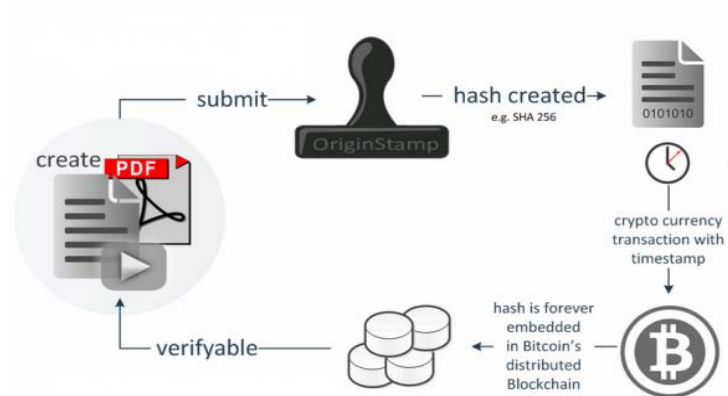 submit
OriginStamp
hash created
e.g. SHA 256
0101010
create
PDF
crypto currency
transaction with
timestamp
hash is forever
embedded
in Bitcoin's
distributed
Blockchain
verifyable